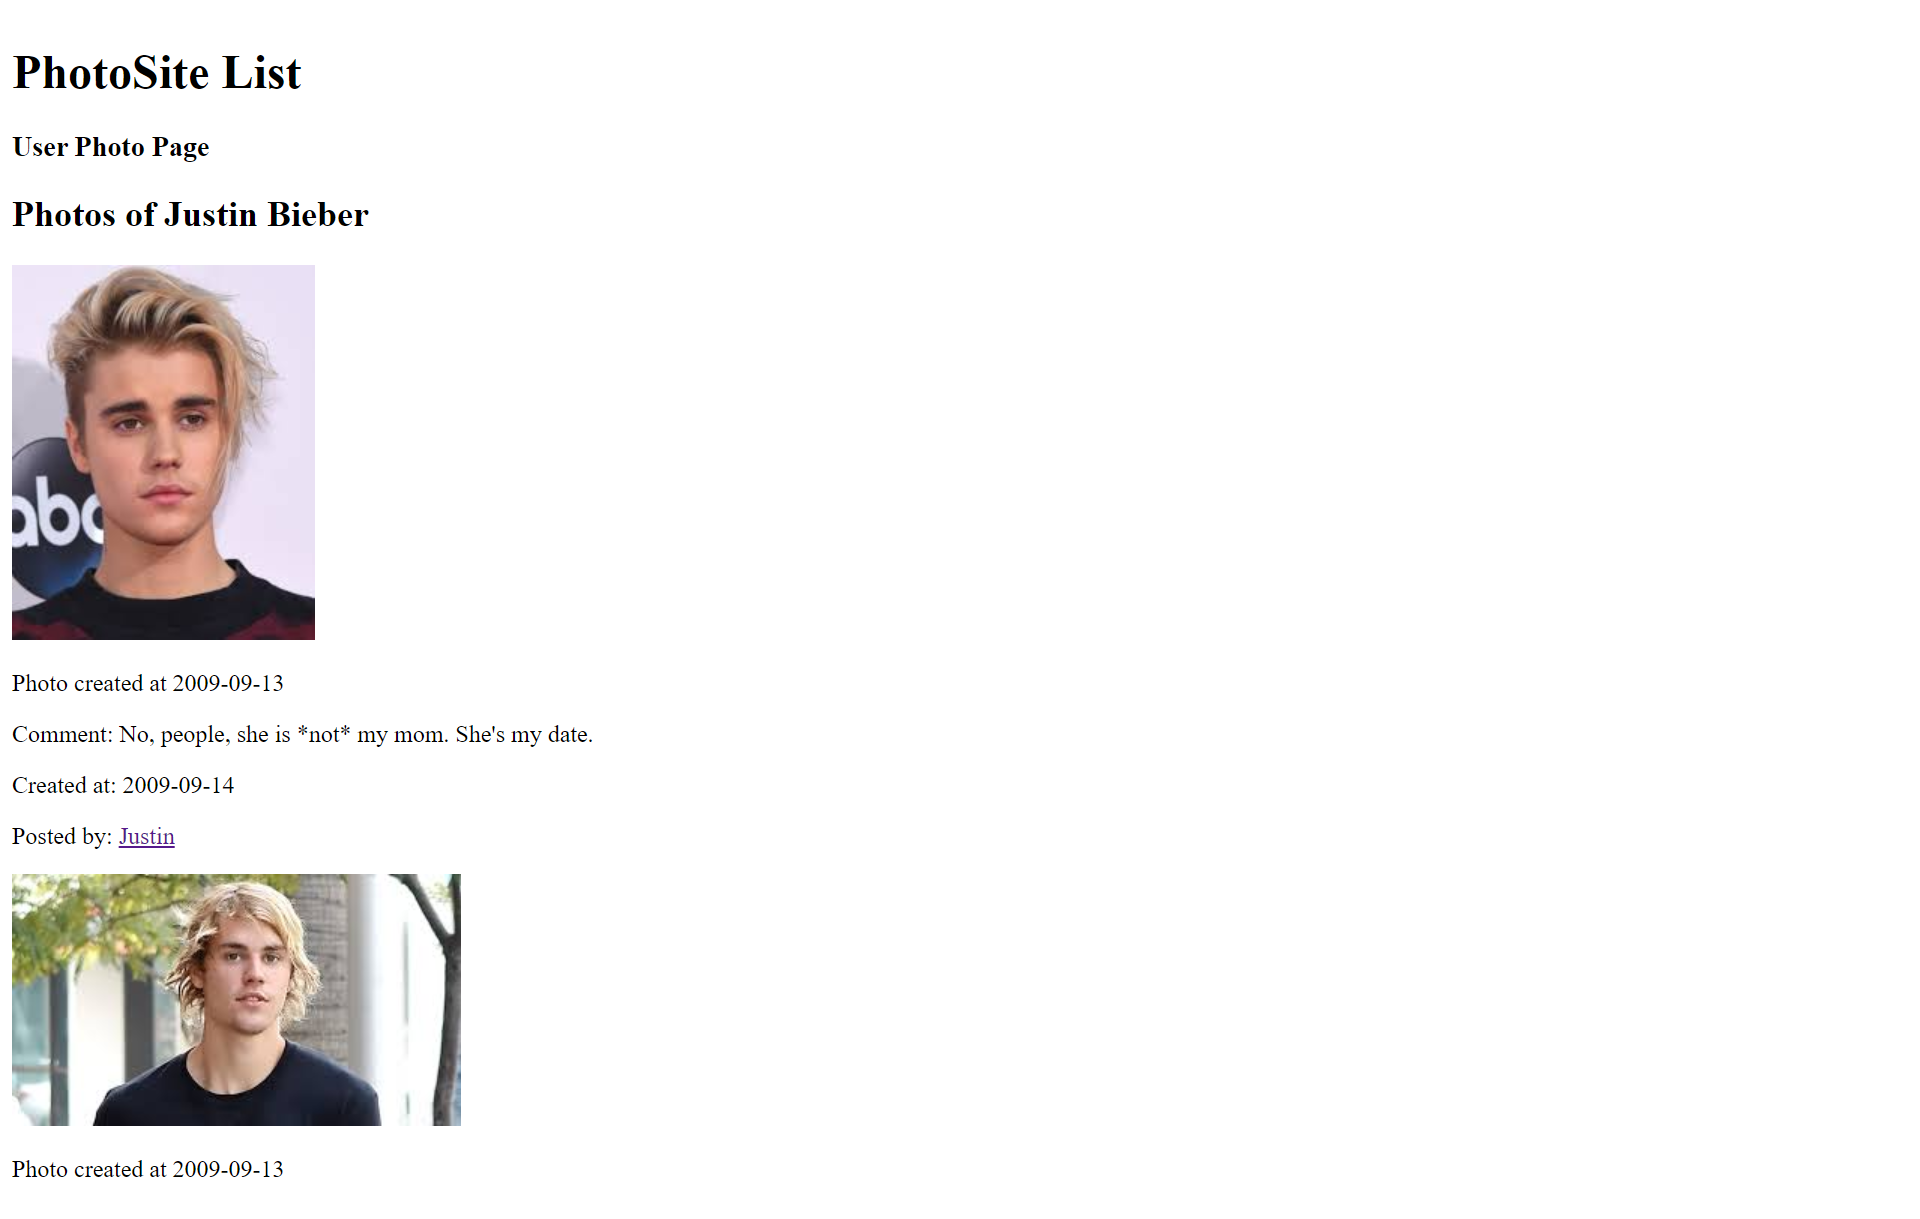 PhotoSite List
User Photo Page
Photos of Justin Bieber
abc
Photo created at 2009-09-13
Comment: No, people, she is *not* my mom. She's my date.
Created at: 2009-09-14
Posted by: Justin
Photo created at 2009-09-13